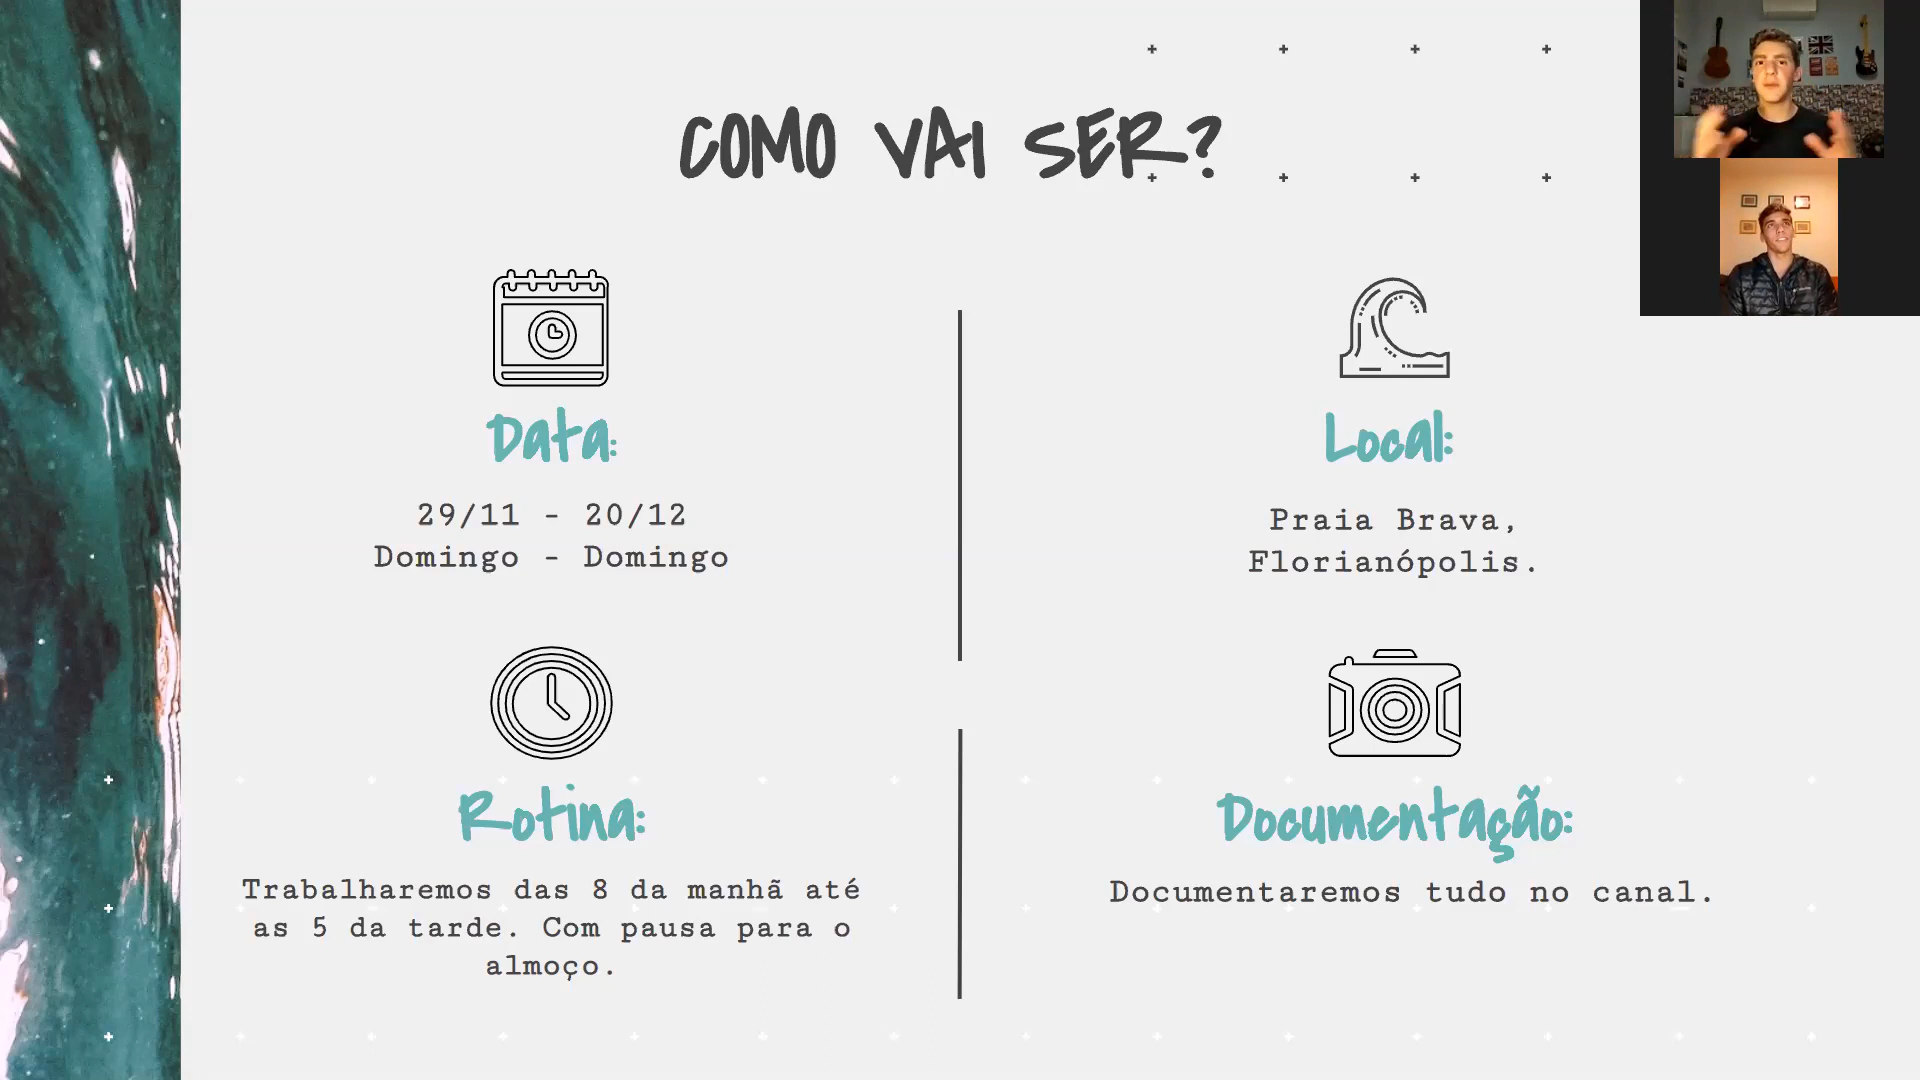 COMO VAI SER?
Data:
29/11 - 20/12
Domingo - Domingo
Local:
Praia Brava,
Florianópolis.
Rotina:
Trabalharemos das 8 da manhã até
as 5 da tarde. Com pausa para o
almoço.
Documentação:
Documentaremos tudo no canal.